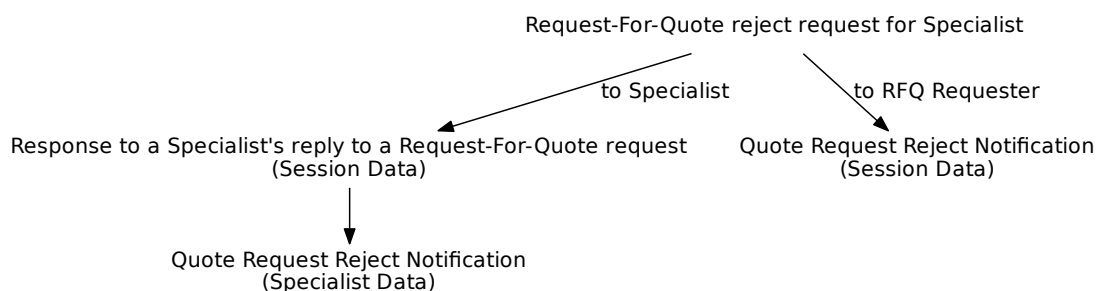 Request-For-Quote reject request for Specialist
to Specialist
to RFQ Requester
Response to a Specialist's reply to a Request-For-Quote request
(Session Data)
Quote Request Reject Notification
(Session Data)
Quote Request Reject Notification
(Specialist Data)